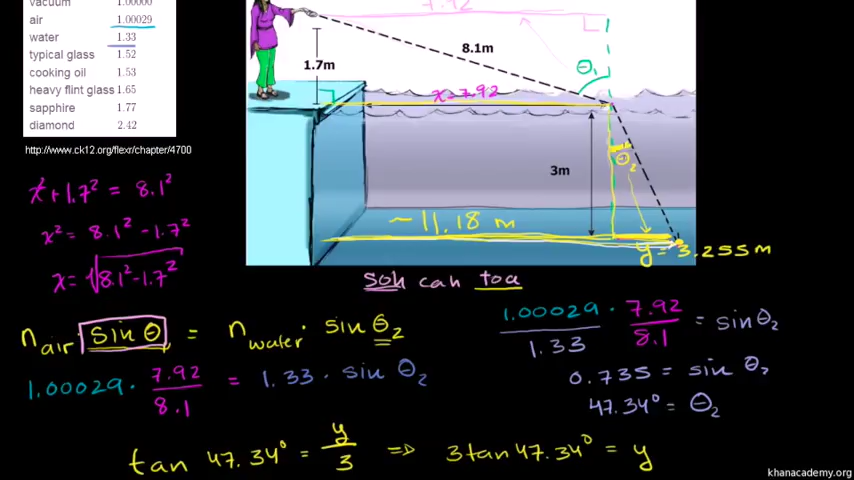 vacuum 1.00000
air 1.00029
water 1.33
typical glass 1.52
cooking oil 1.53
heavy flint glass 1.65
sapphire 1.77
diamond 2.42
http://www.ck12.org/flexr/chapter/4700
7.92
8.1m
θ₁
1.7m
x=7.92
3m
θ₂
~11.18 m
y = 3.255 m
x²+1.7² = 8.1²
x² = 8.1² -1.7²
x = √8.1²-1.7²
soh cah toa
n air · sin θ = n water · sin θ₂
1.00029 · 7.92/8.1 = 1.33 · sin θ₂
1.00029/1.33 · 7.92/8.1 = sin θ₂
0.735 = sin θ₂
47.34° = θ₂
tan 47.34° = y/3 ⇒ 3tan 47.34° = y
khanacademy.org